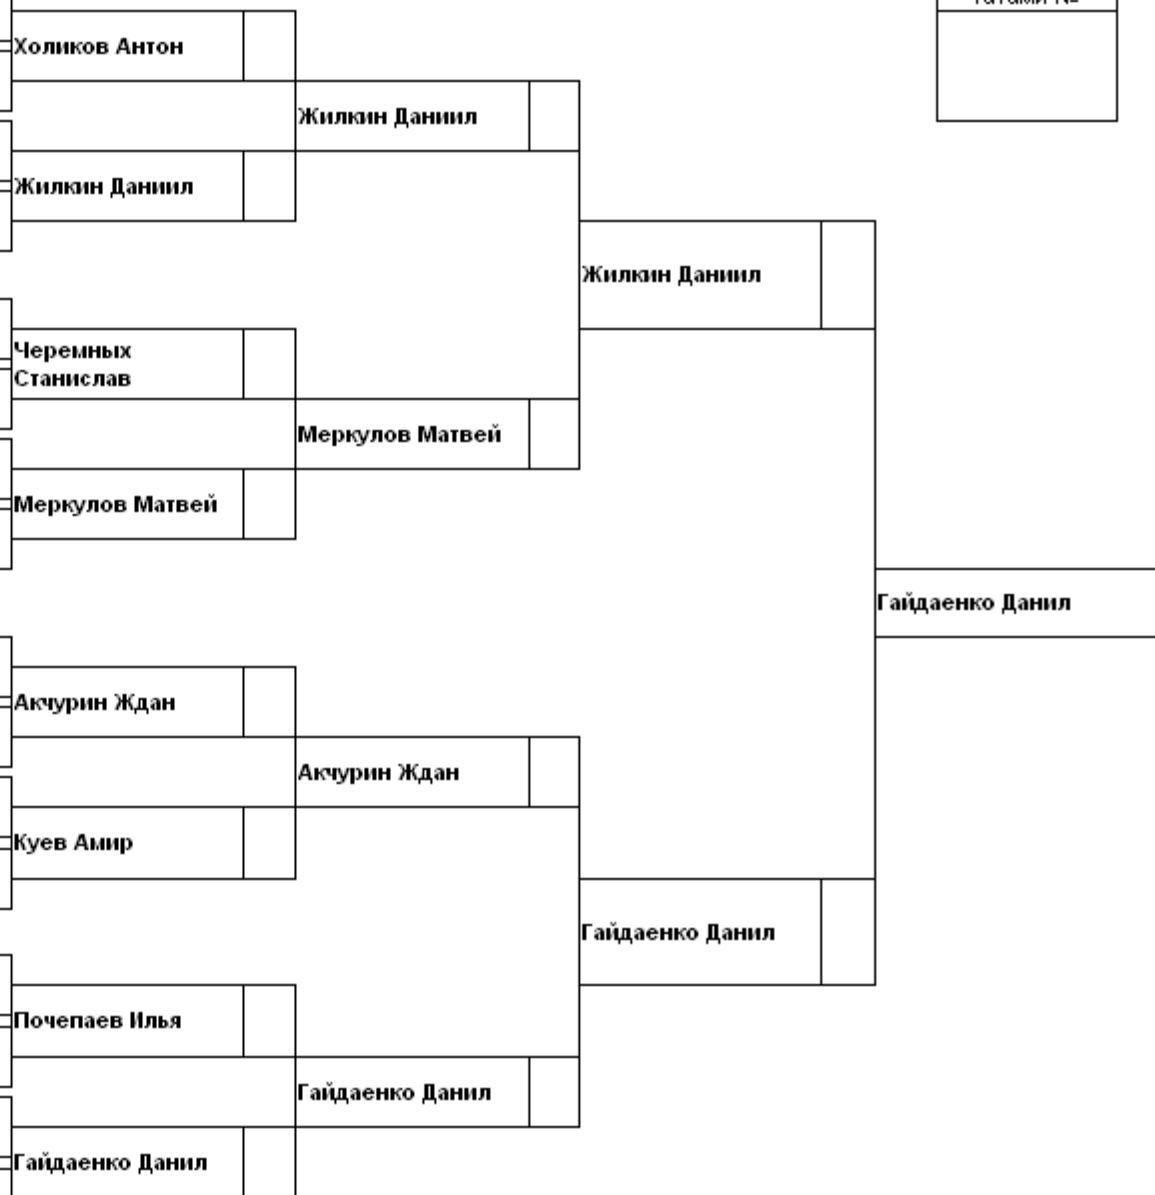 Холиков Антон
Жилкин Даниил
Жилкин Даниил
Жилкин Даниил
Черемных
Станислав
Меркулов Матвей
Меркулов Матвей
Гайдаенко Данил
Акчурин Ждан
Акчурин Ждан
Куев Амир
Гайдаенко Данил
Почепаев Илья
Гайдаенко Данил
Гайдаенко Данил